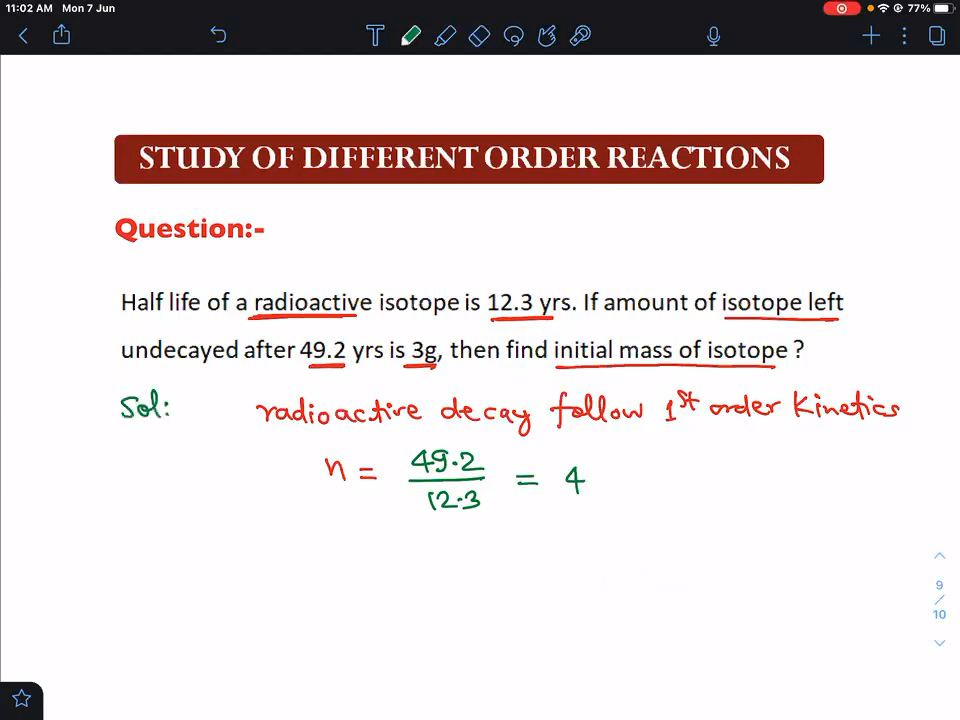 11:02 AM Mon 7 Jun 77%
STUDY OF DIFFERENT ORDER REACTIONS
Question:-
Half life of a radioactive isotope is 12.3 yrs. If amount of isotope left
undecayed after 49.2 yrs is 3g, then find initial mass of isotope ?
Sol: radioactive decay follow 1st order Kinetics
n = 49.2 / 12.3 = 4
9
/
10